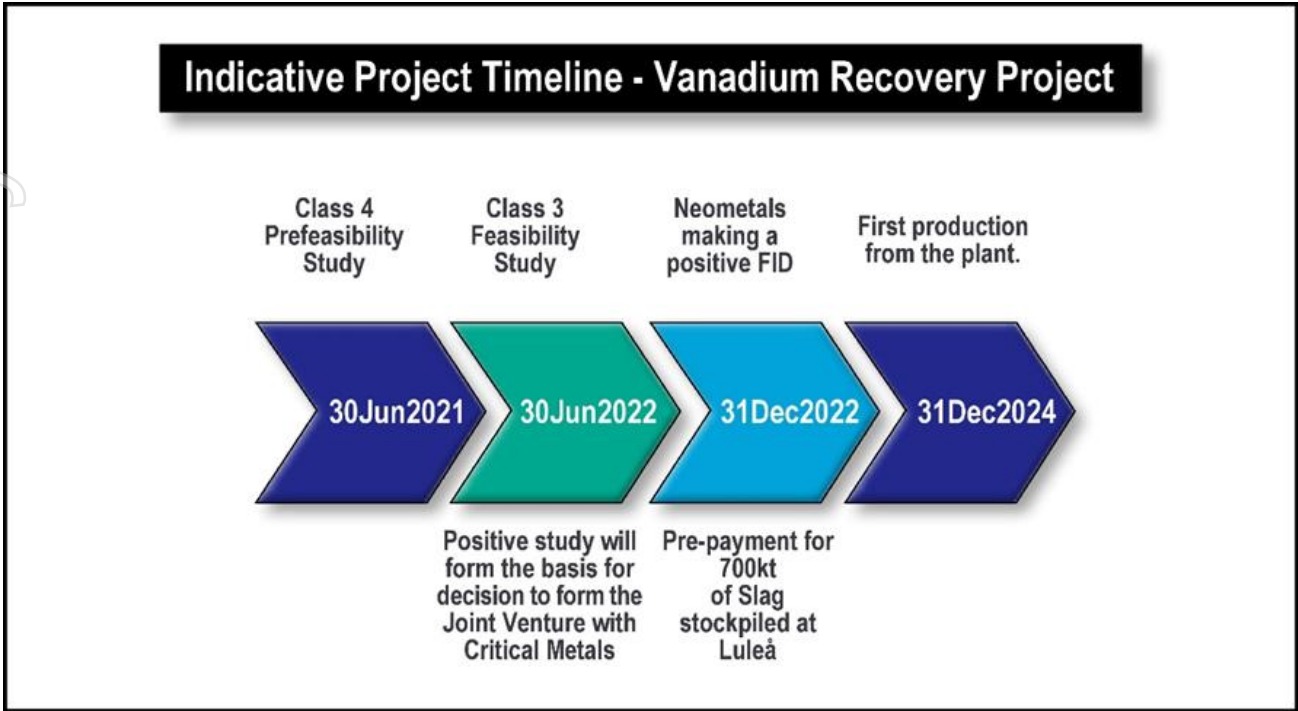 Indicative Project Timeline - Vanadium Recovery Project
Class 4
Prefeasibility
Study
Class 3
Feasibility
Study
Neometals
making a
positive FID
First production
from the plant.
30Jun2021
30Jun2022
31Dec2022
31Dec2024
Positive study will
form the basis for
decision to form the
Joint Venture with
Critical Metals
Pre-payment for
700kt
of Slag
stockpiled at
Luleå